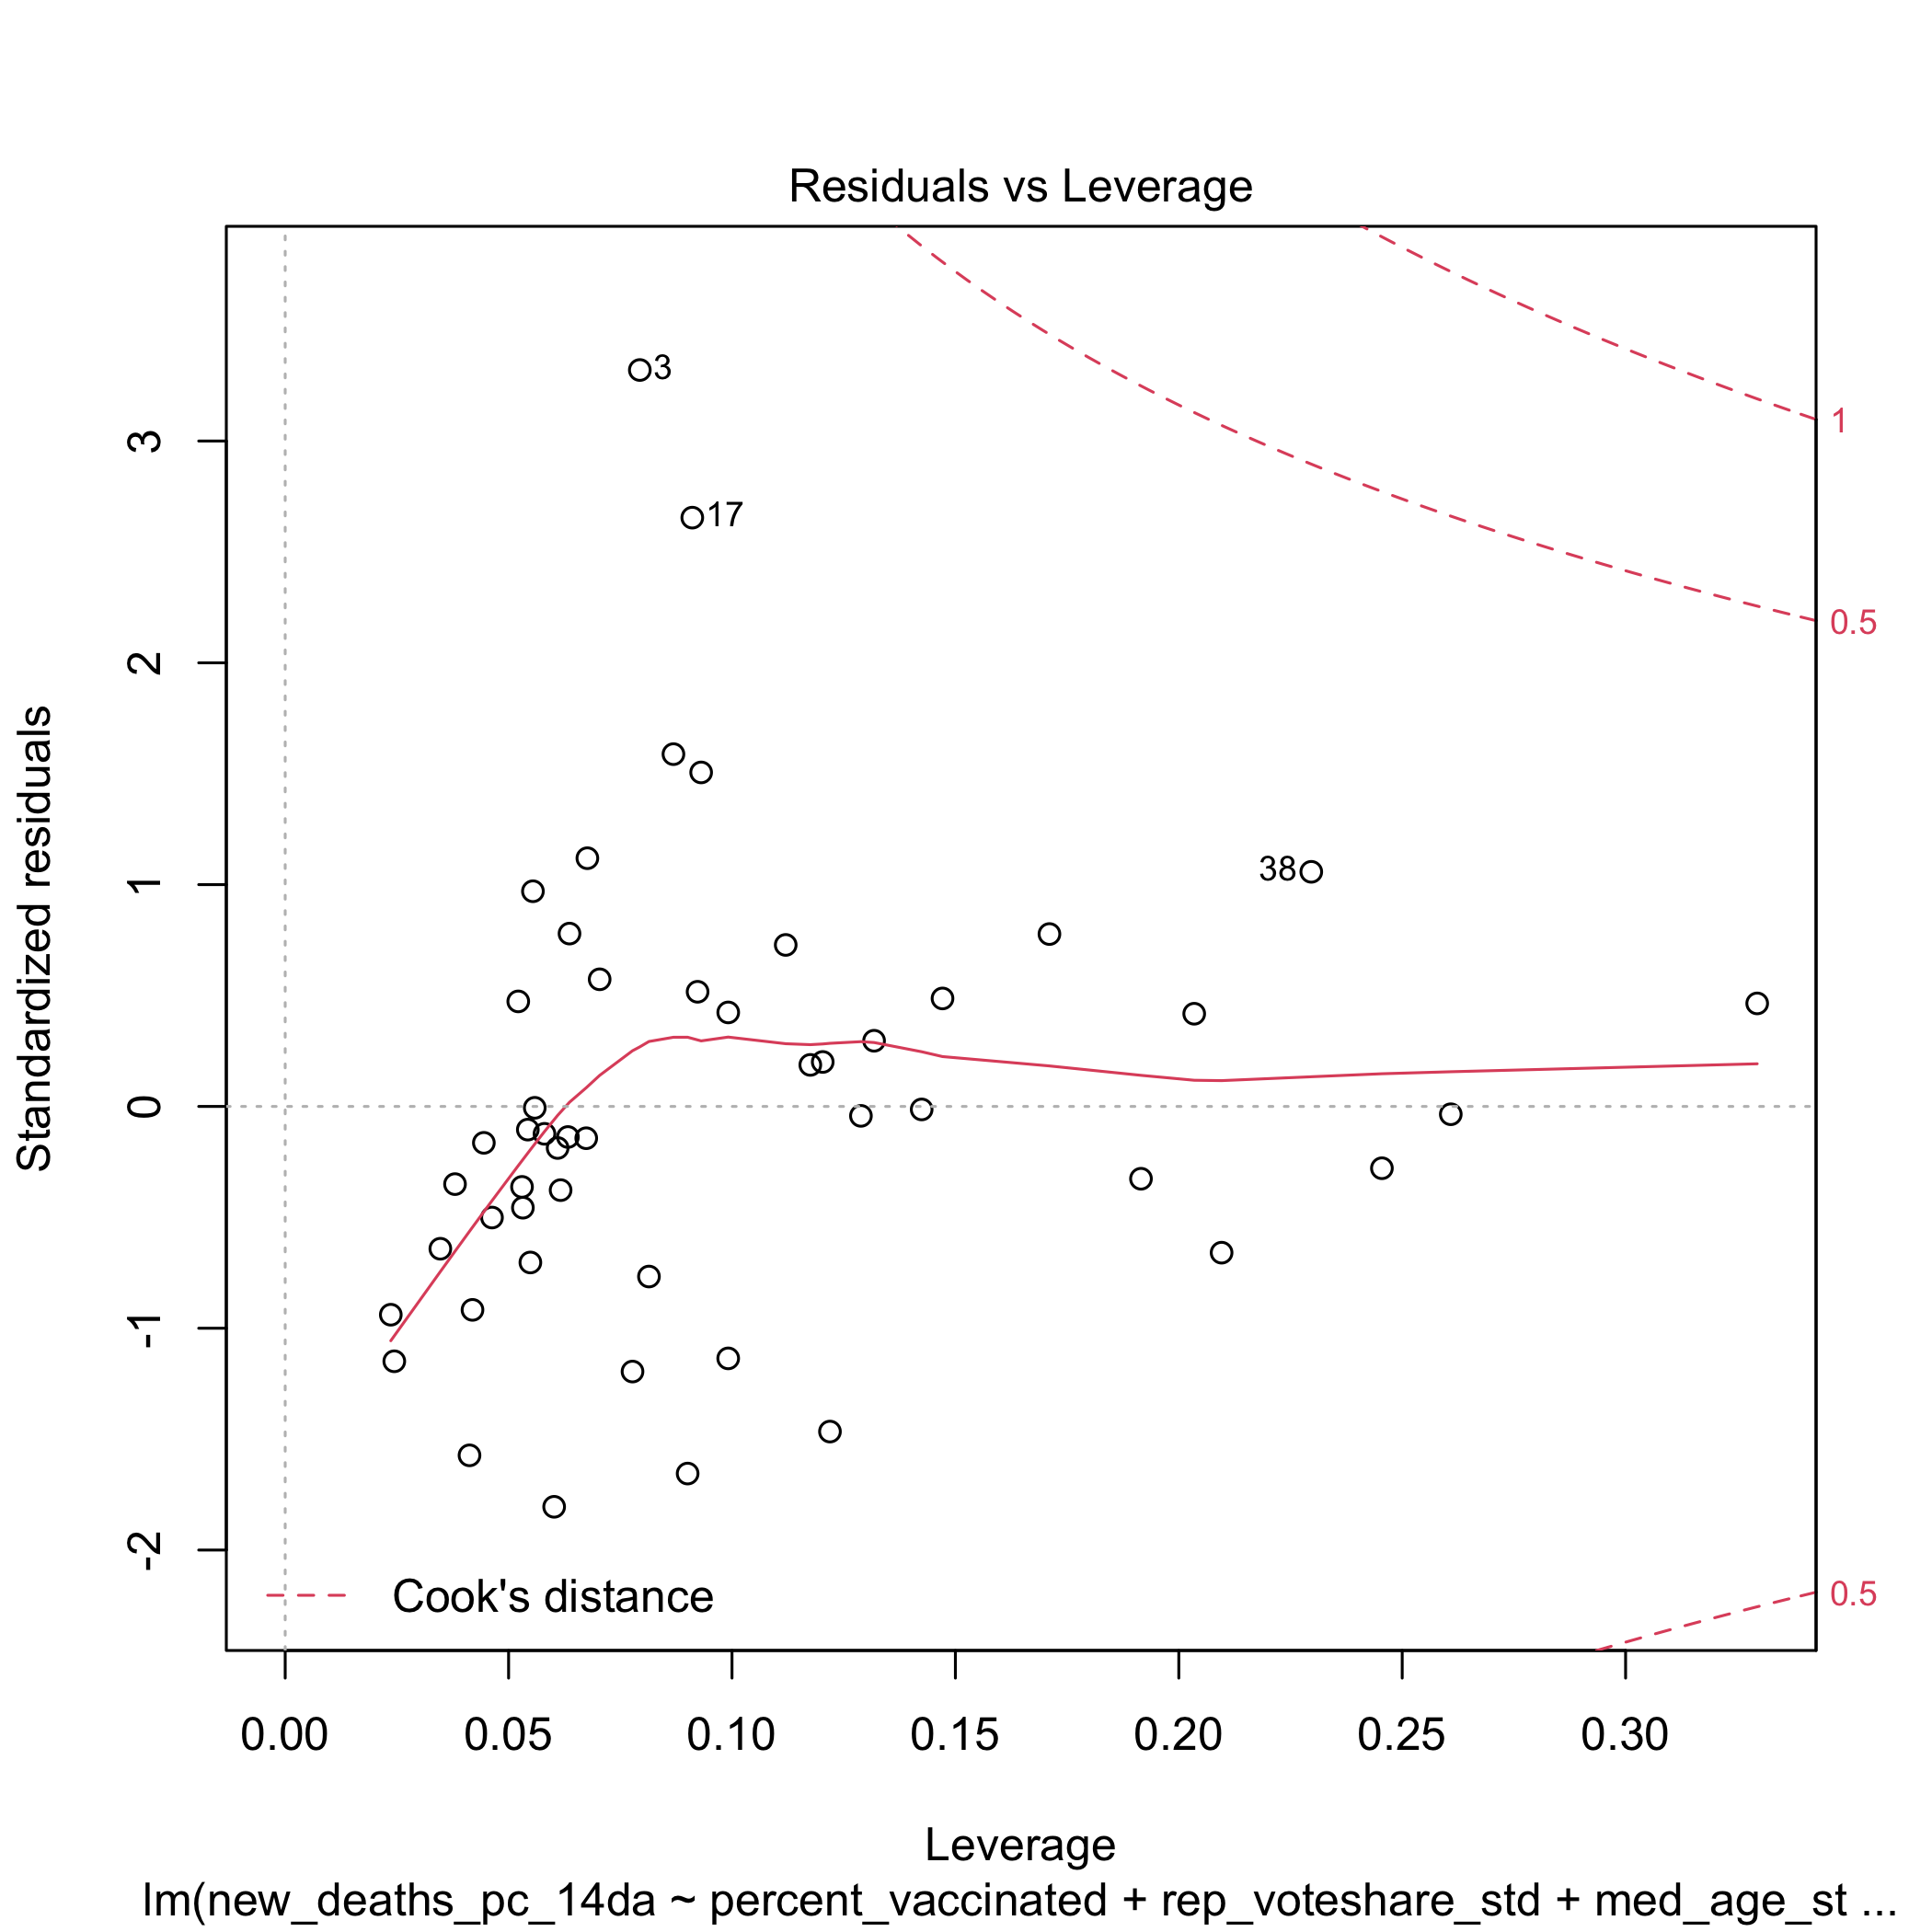 Residuals vs Leverage
Standardized residuals
3
2
1
0
-1
-2
3
17
38
1
0.5
0.5
Cook's distance
0.00 0.05 0.10 0.15 0.20 0.25 0.30
Leverage
lm(new_deaths_pc_14da ~ percent_vaccinated + rep_voteshare_std + med_age_st ...